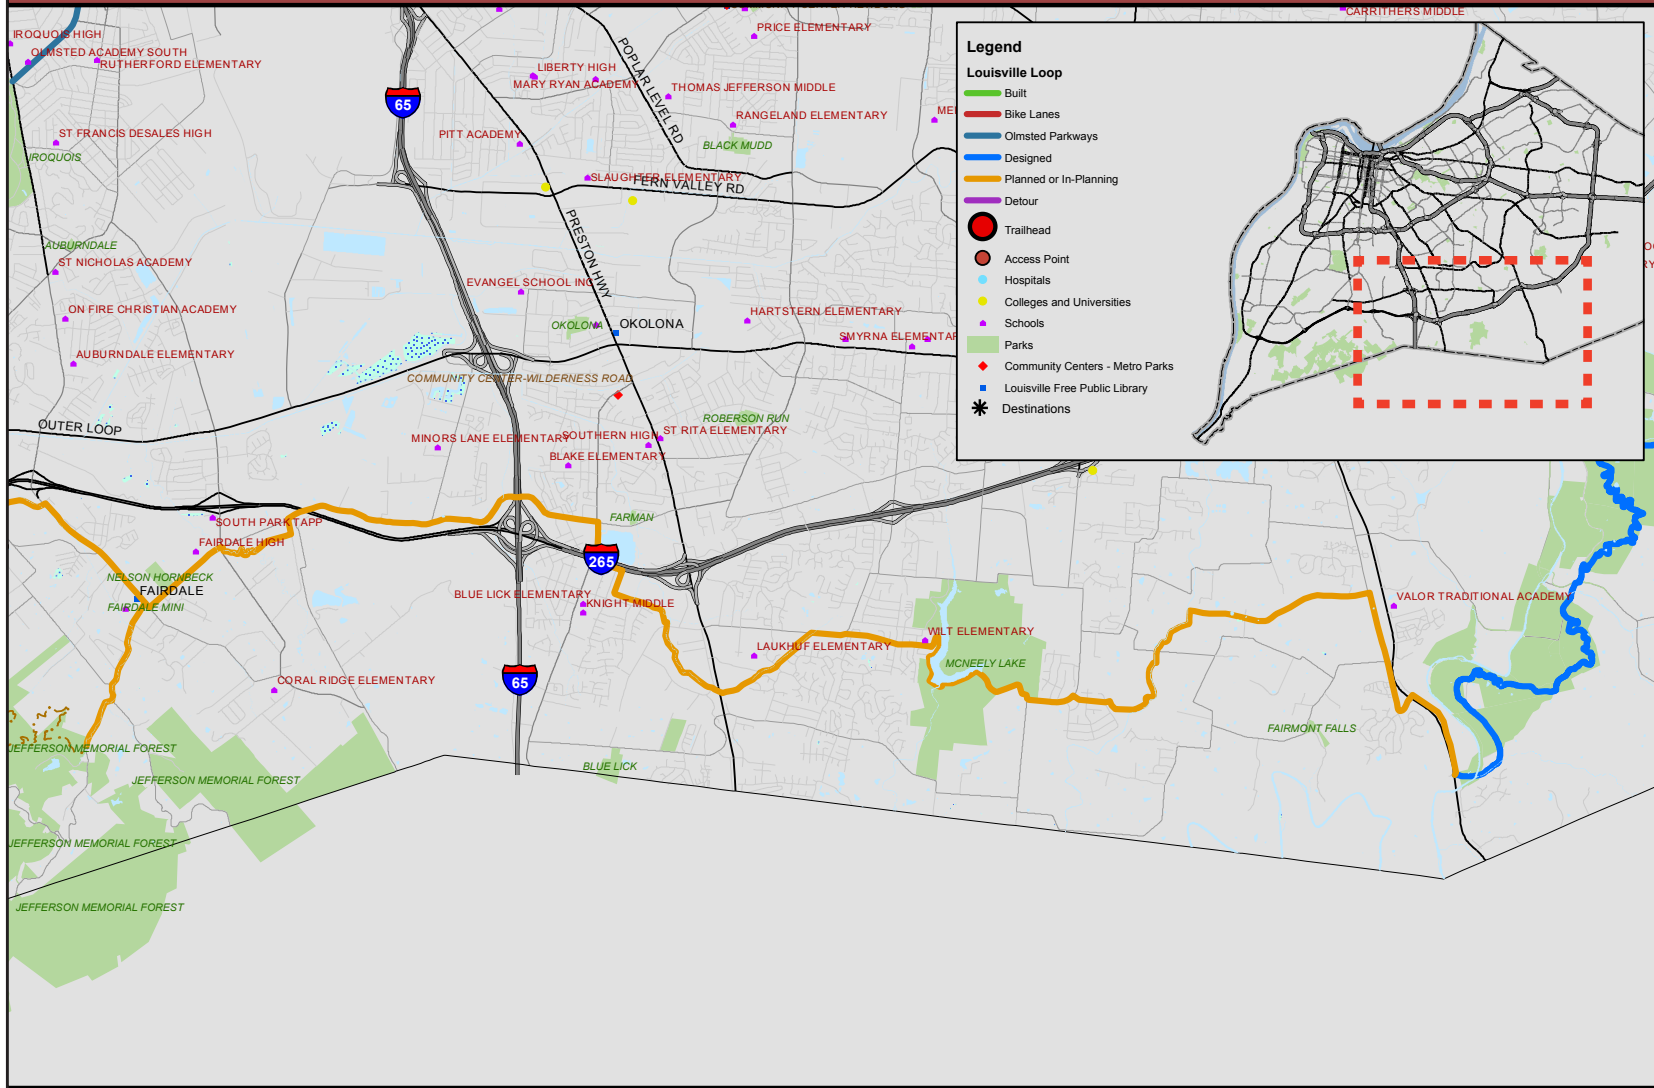 CARRITHERS MIDDLE
PRICE ELEMENTARY
IROQUOIS HIGH
OLMSTED ACADEMY SOUTH
RUTHERFORD ELEMENTARY
LIBERTY HIGH
MARY RYAN ACADEMY
POPLAR LEVEL RD
THOMAS JEFFERSON MIDDLE
65
RANGELAND ELEMENTARY
ST FRANCIS DESALES HIGH
PITT ACADEMY
BLACK MUDD
IROQUOIS
SLAUGHTER ELEMENTARY
FERN VALLEY RD
PRESTON HWY
AUBURNDALE
ST NICHOLAS ACADEMY
EVANGEL SCHOOL INC
ON FIRE CHRISTIAN ACADEMY
HARTSTERN ELEMENTARY
OKOLONA
OKOLONA
SMYRNA ELEMENTAR
AUBURNDALE ELEMENTARY
COMMUNITY CENTER-WILDERNESS ROAD
ROBERSON RUN
OUTER LOOP
MINORS LANE ELEMENTARY
SOUTHERN HIGH
ST RITA ELEMENTARY
BLAKE ELEMENTARY
Legend
Louisville Loop
Built
Bike Lanes
Olmsted Parkways
Designed
Planned or In-Planning
Detour
Trailhead
Access Point
Hospitals
Colleges and Universities
Schools
Parks
Community Centers - Metro Parks
Louisville Free Public Library
Destinations
SOUTH PARK TAPP
FARMAN
FAIRDALE HIGH
265
NELSON HORNBECK
FAIRDALE
FAIRDALE MINI
BLUE LICK ELEMENTARY
KNIGHT MIDDLE
VALOR TRADITIONAL ACADEMY
WILT ELEMENTARY
LAUKHUF ELEMENTARY
MCNEELY LAKE
CORAL RIDGE ELEMENTARY
65
FAIRMONT FALLS
JEFFERSON MEMORIAL FOREST
BLUE LICK
JEFFERSON MEMORIAL FOREST
JEFFERSON MEMORIAL FOREST
JEFFERSON MEMORIAL FOREST